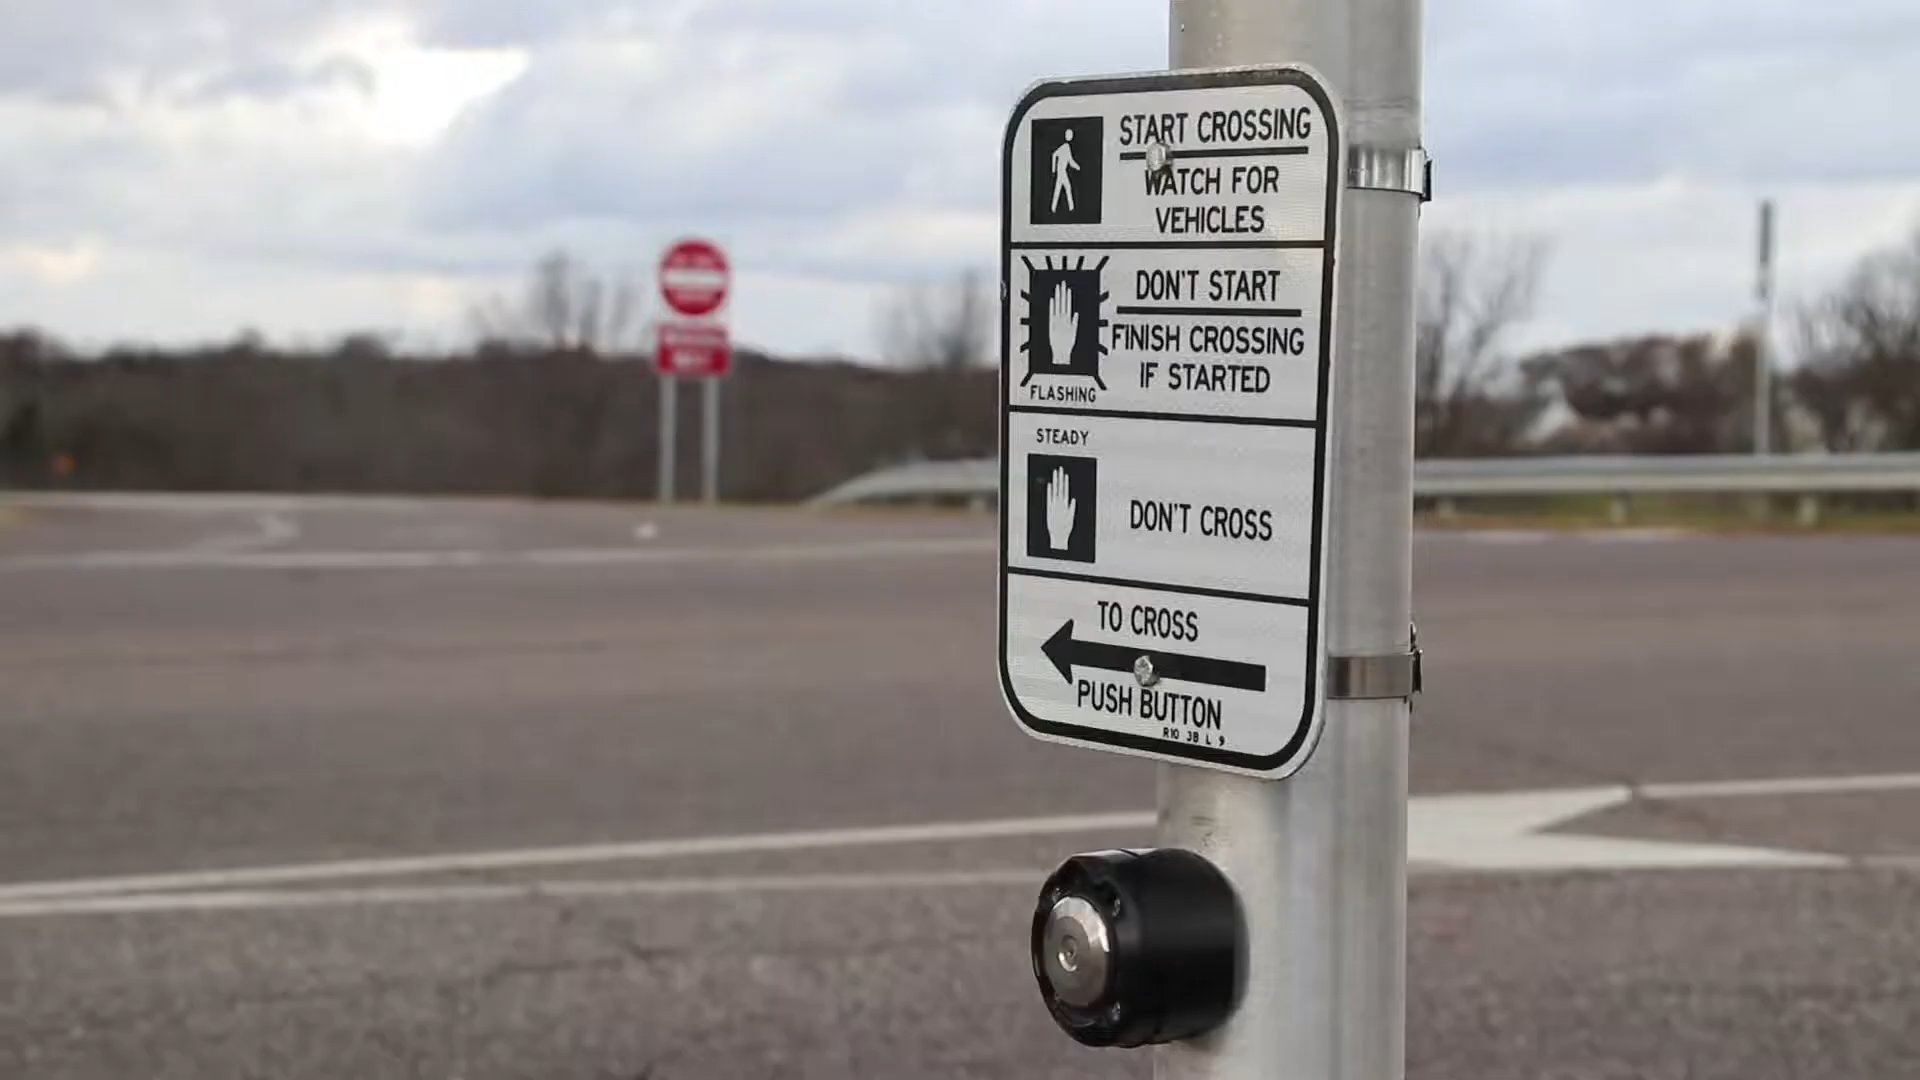 START CROSSING
WATCH FOR
VEHICLES
DON'T START
FINISH CROSSING
IF STARTED
FLASHING
STEADY
DON'T CROSS
TO CROSS
PUSH BUTTON
R10 3B L 9